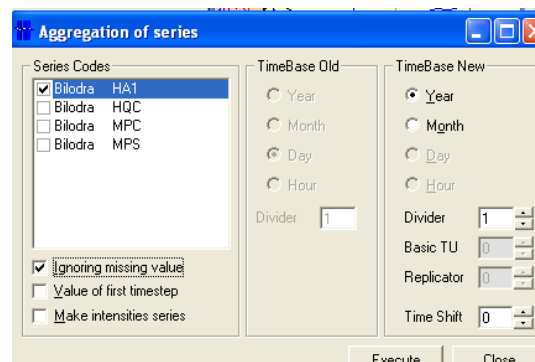 Aggregation of series
Series Codes
Bilodra HA1
Bilodra HQC
Bilodra MPC
Bilodra MPS
Ignoring missing value
Value of first timestep
Make intensities series
TimeBase Old
Year
Month
Day
Hour
Divider 1
TimeBase New
Year
Month
Day
Hour
Divider 1
Basic TU 0
Replicator 0
Time Shift 0
Execute Close